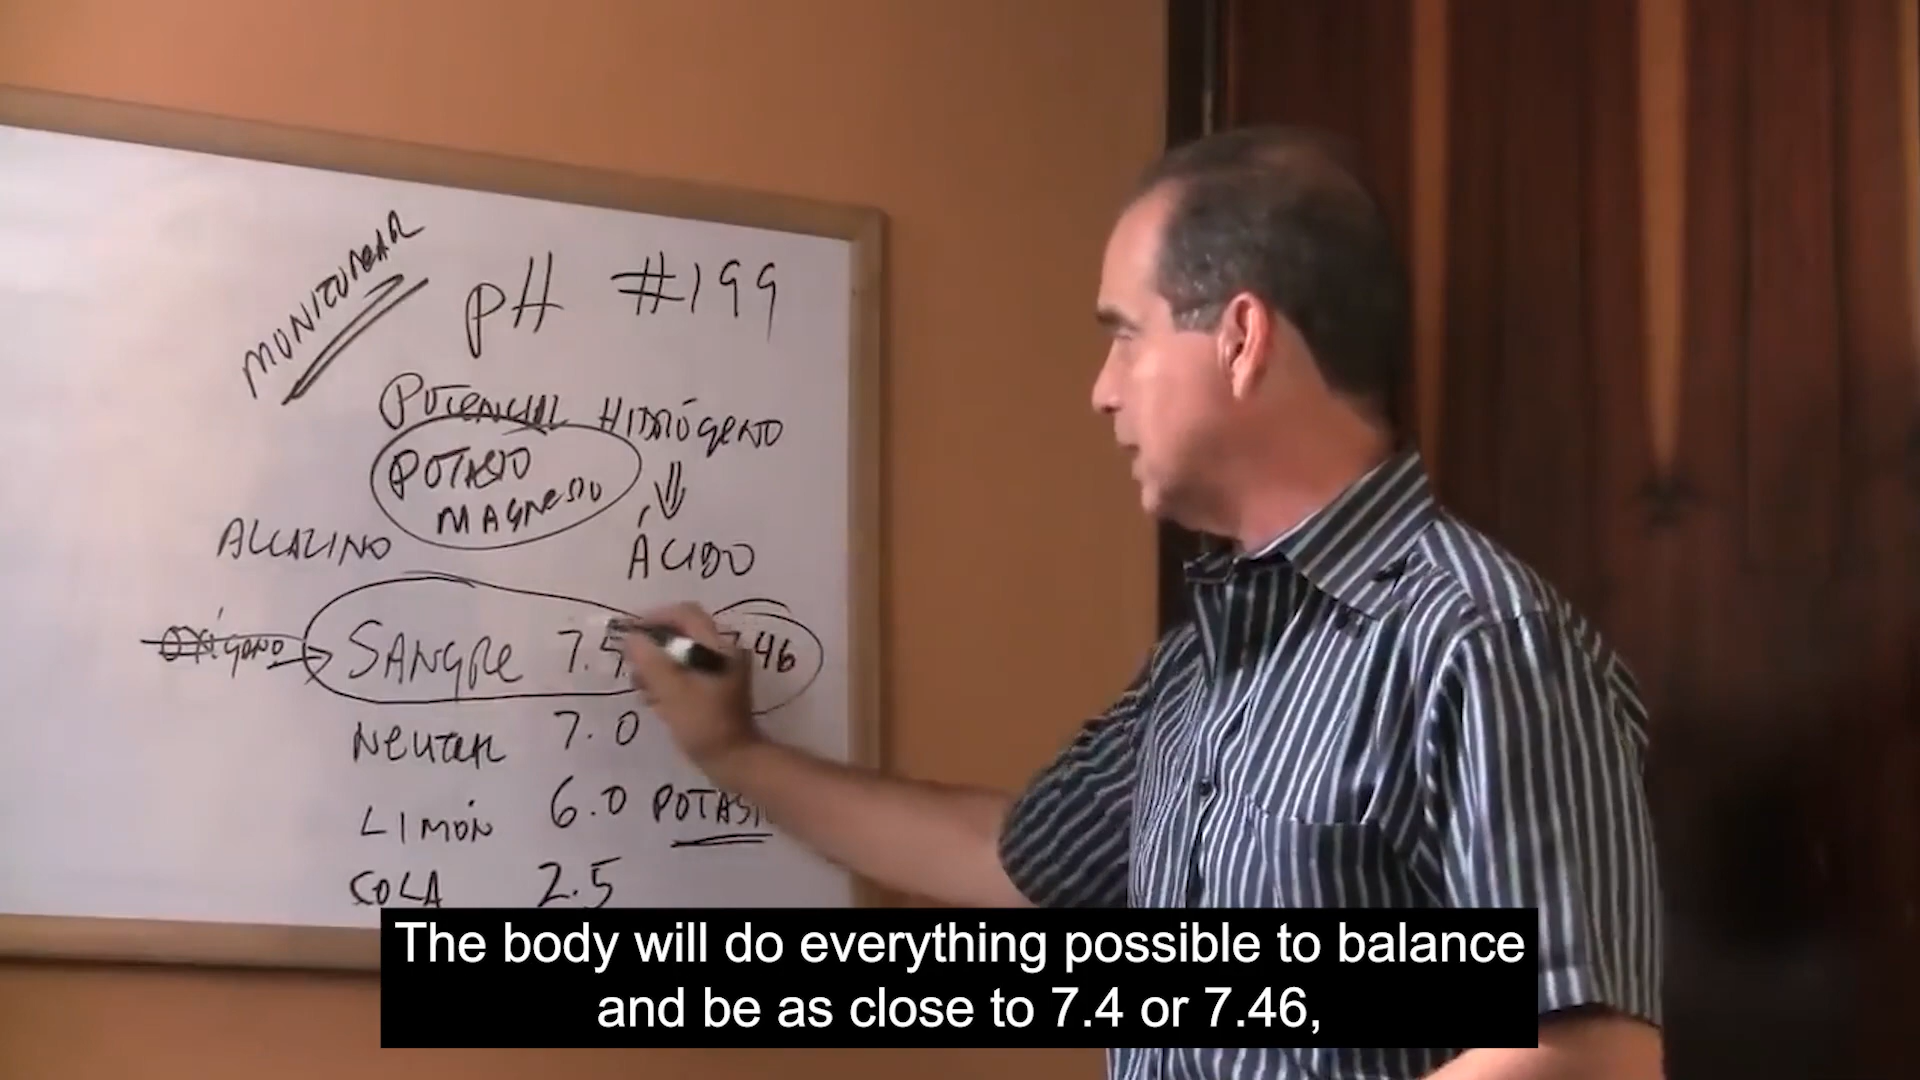 MONITOREAR
pH #199
POTENCIAL HIDRÓGENO
POTASIO
MAGNESIO
ALCALINO ÁCIDO
OXÍGENO SANGRE 7.46
NEUTRAL 7.0
LIMÓN 6.0 POTASI
COLA 2.5
The body will do everything possible to balance
and be as close to 7.4 or 7.46,